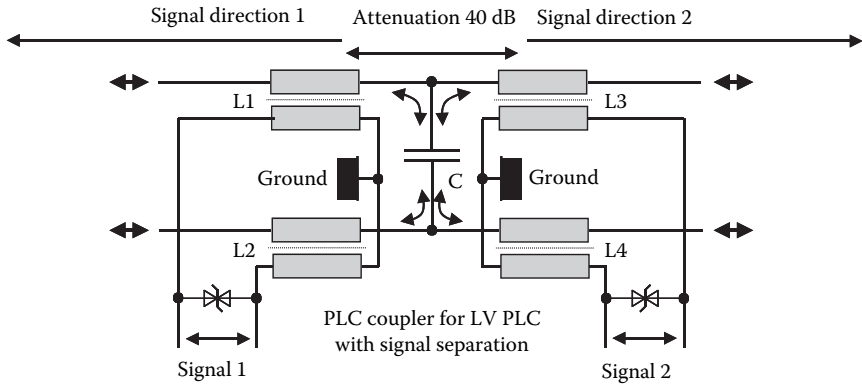 Signal direction 1
Attenuation 40 dB
Signal direction 2
L1
L3
Ground
C
Ground
L2
L4
PLC coupler for LV PLC
with signal separation
Signal 1
Signal 2